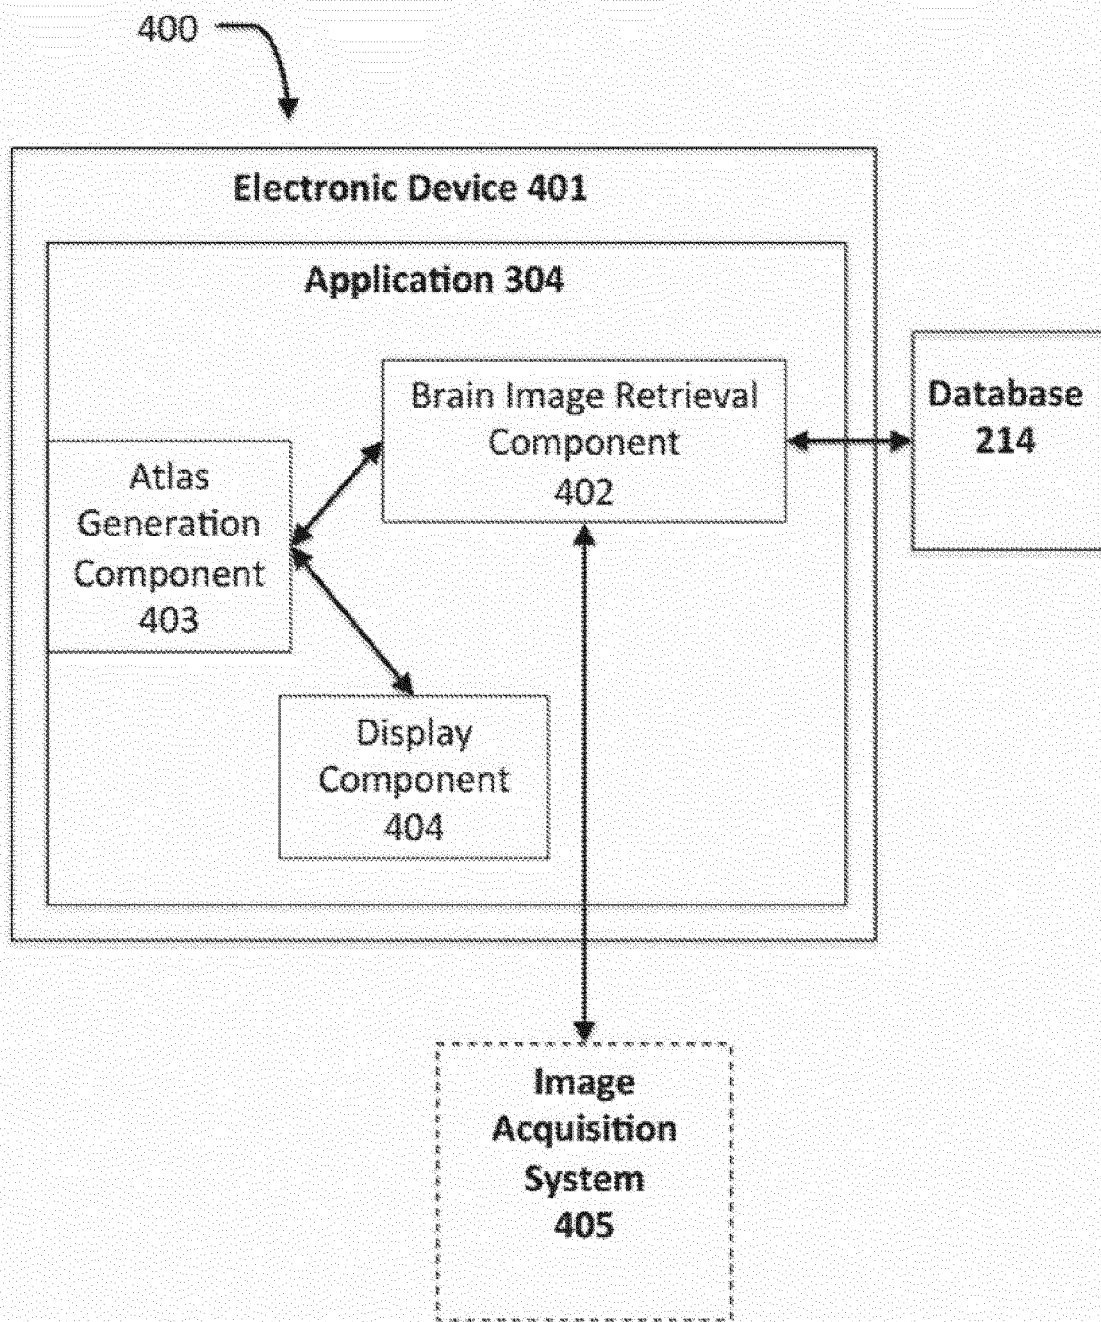 400
Electronic Device 401
Application 304
Brain Image Retrieval
Component
402
Database
214
Atlas
Generation
Component
403
Display
Component
404
Image
Acquisition
System
405